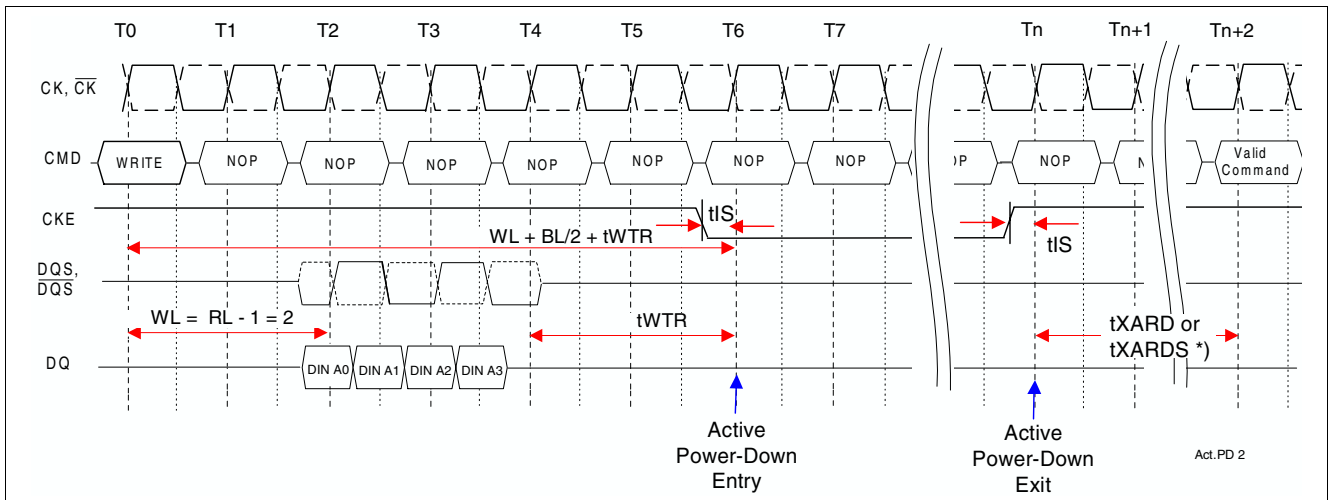 T0 T1 T2 T3 T4 T5 T6 T7 Tn Tn+1 Tn+2
CK, CK
CMD WRITE NOP NOP NOP NOP NOP NOP NOP OP NOP N Valid
Command
CKE tIS
WL + BL/2 + tWTR tIS
DQS,
DQS
WL = RL - 1 = 2 tWTR tXARD or
tXARDS *)
DQ DIN A0 DIN A1 DIN A2 DIN A3
Active
Power-Down
Entry
Active
Power-Down
Exit
Act.PD 2